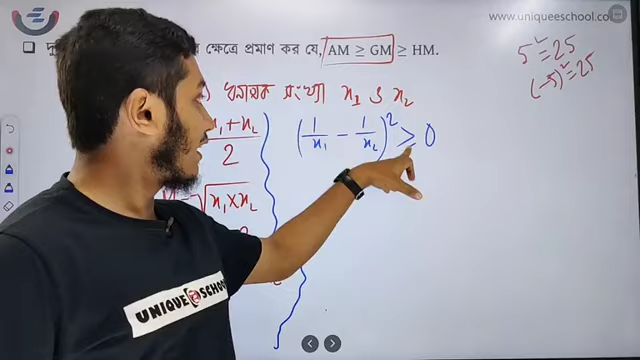 www.uniqueeschool.co
ক্ষেত্রে প্রমাণ কর যে, AM ≥ GM ≥ HM.
5² = 25
(-5)² = 25
ধনাত্মক সংখ্যা x₁ ও x₂
x₁ + x₂
2
(1/x₁ - 1/x₂)² > 0
= √x₁ × x₂
UNIQUE SCHOOL